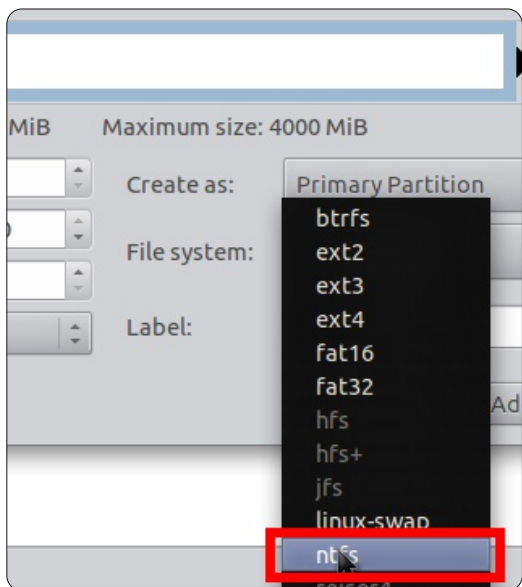 MiB Maximum size: 4000 MiB
Create as: Primary Partition
File system:
Label:
btrfs
ext2
ext3
ext4
fat16
fat32
hfs
hfs+
jfs
linux-swap
ntfs
Ad